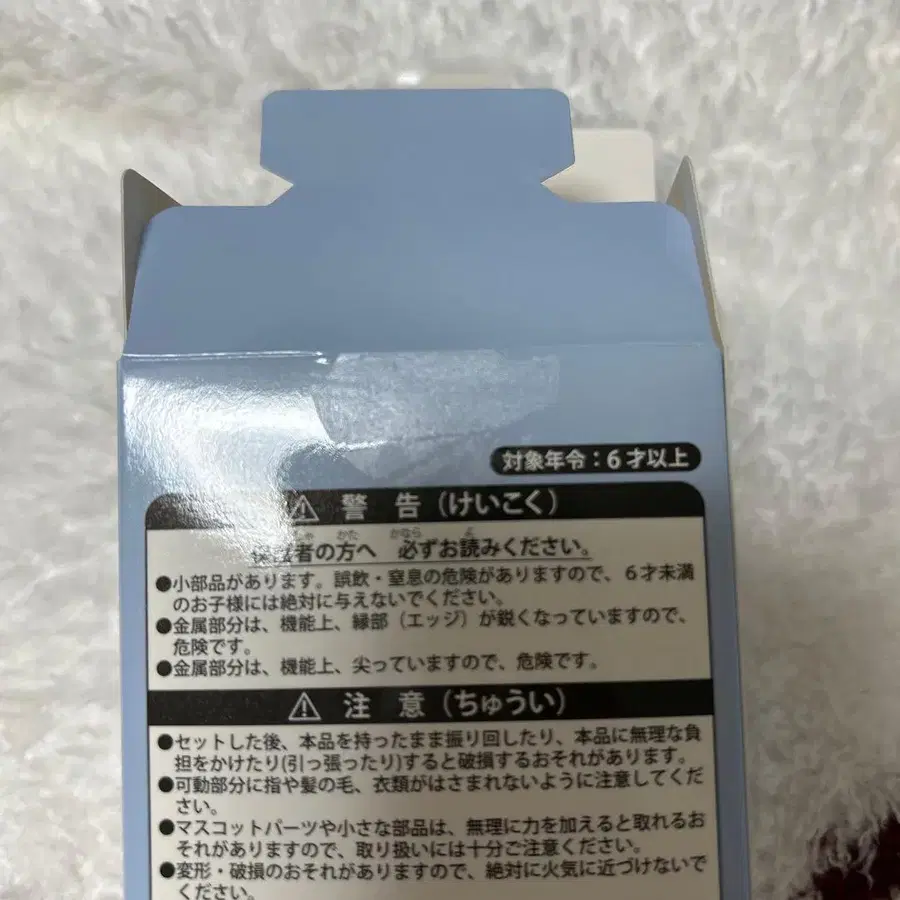 対象年令：6才以上
⚠ 警 告（けいこく）
しゃ かた かなら よ
保護者の方へ 必ずお読みください。
●小部品があります。誤飲・窒息の危険がありますので、6才未満
のお子様には絶対に与えないでください。
●金属部分は、機能上、縁部（エッジ）が鋭くなっていますので、
危険です。
●金属部分は、機能上、尖っていますので、危険です。
⚠ 注 意（ちゅうい）
●セットした後、本品を持ったまま振り回したり、本品に無理な負
担をかけたり(引っ張ったり)すると破損するおそれがあります。
●可動部分に指や髪の毛、衣類がはさまれないように注意してくだ
さい。
●マスコットパーツや小さな部品は、無理に力を加えると取れるお
それがありますので、取り扱いには十分ご注意ください。
●変形・破損のおそれがありますので、絶対に火気に近づけないで
ください。